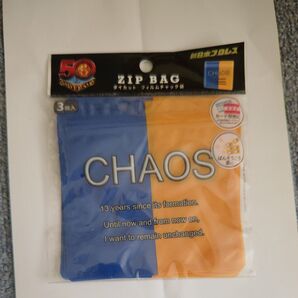 50
ZIP BAG
ダイカット フィルムチャック袋
新日本プロレス
CHAOS
3枚入
CHAOS
13 years since its formation.
Until now and from now on,
I want to remain unchanged.